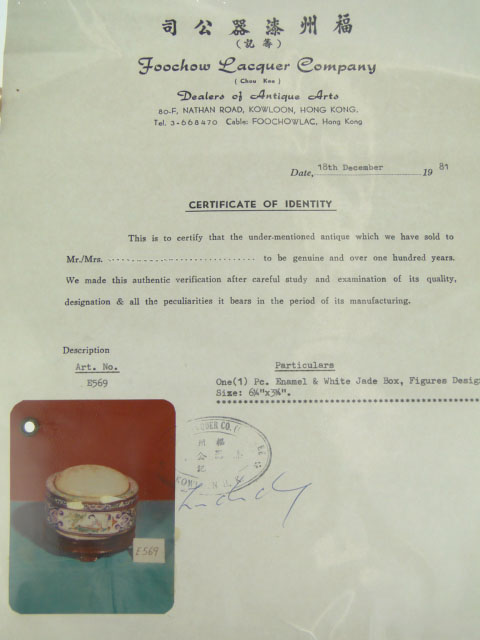 福州漆器公司
(籌記)
Foochow Lacquer Company
( Chou Kee )
Dealers of Antique Arts
80-F, NATHAN ROAD, KOWLOON, HONG KONG.
Tel. 3-668470 Cable: FOOCHOWLAC, Hong Kong
Date, 18th December 1981
CERTIFICATE OF IDENTITY
This is to certify that the under-mentioned antique which we have sold to
Mr./Mrs. .................................... to be genuine and over one hundred years.
We made this authentic verification after careful study and examination of its quality,
designation & all the peculiarities it bears in the period of its manufacturing.
Description
Art. No. Particulars
E569 One(1) Pc. Enamel & White Jade Box, Figures Desig
Size: 6¼"x3¾".
E569